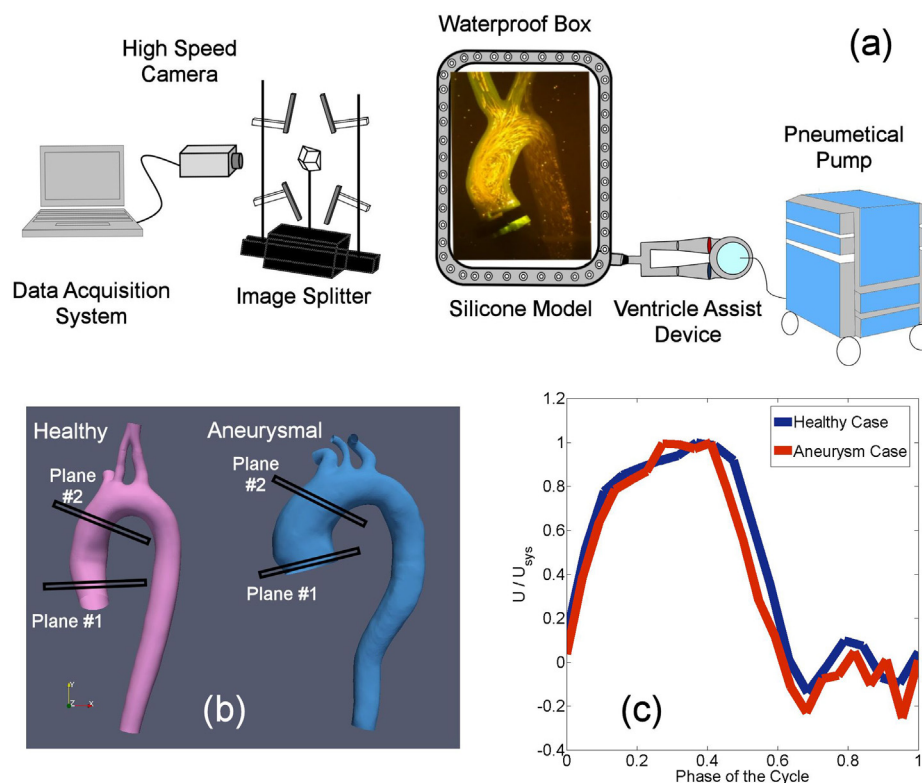 Waterproof Box
(a)
High Speed
Camera
Pneumetical
Pump
Data Acquisition
System
Image Splitter
Silicone Model
Ventricle Assist
Device
Healthy
Aneurysmal
Plane
#2
Plane
#2
Plane #1
Plane #1
Y
Z
X
(b)
1.2
1
0.8
0.6
0.4
0.2
0
-0.2
-0.4
U / Usys
Healthy Case
Aneurysm Case
(c)
0
0.2
0.4
0.6
0.8
1
Phase of the Cycle